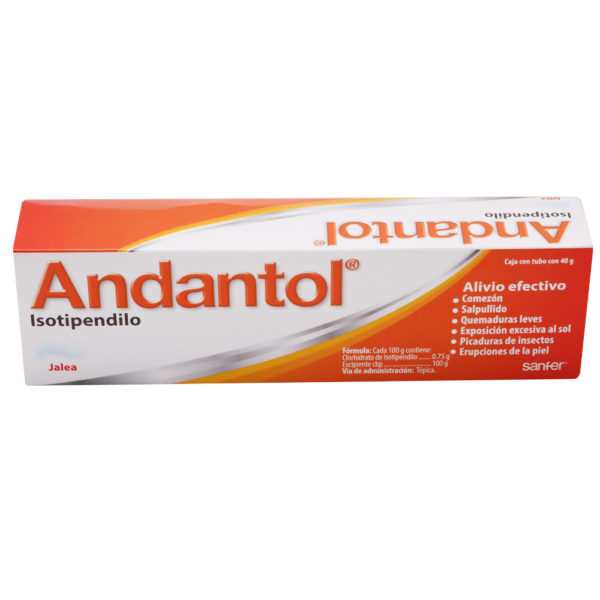 Jalea
Andantol®
Isotipendilo
Andantol®
Isotipendilo
Jalea
Caja con tubo con 40 g
Alivio efectivo
• Comezón
• Salpullido
• Quemaduras leves
• Exposición excesiva al sol
• Picaduras de insectos
• Erupciones de la piel
Fórmula: Cada 100 g contiene:
Clorhidrato de Isotipendilo ...... 0.75 g
Excipiente cbp ...................... 100 g
Vía de administración: Tópica.
sanfer®